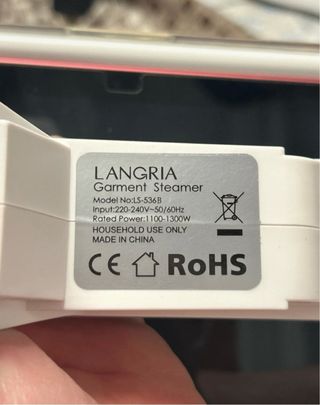 LANGRIA
Garment Steamer
Model No:LS-536B
Input:220-240V~50/60Hz
Rated Power:1100-1300W
HOUSEHOLD USE ONLY
MADE IN CHINA
CE RoHS